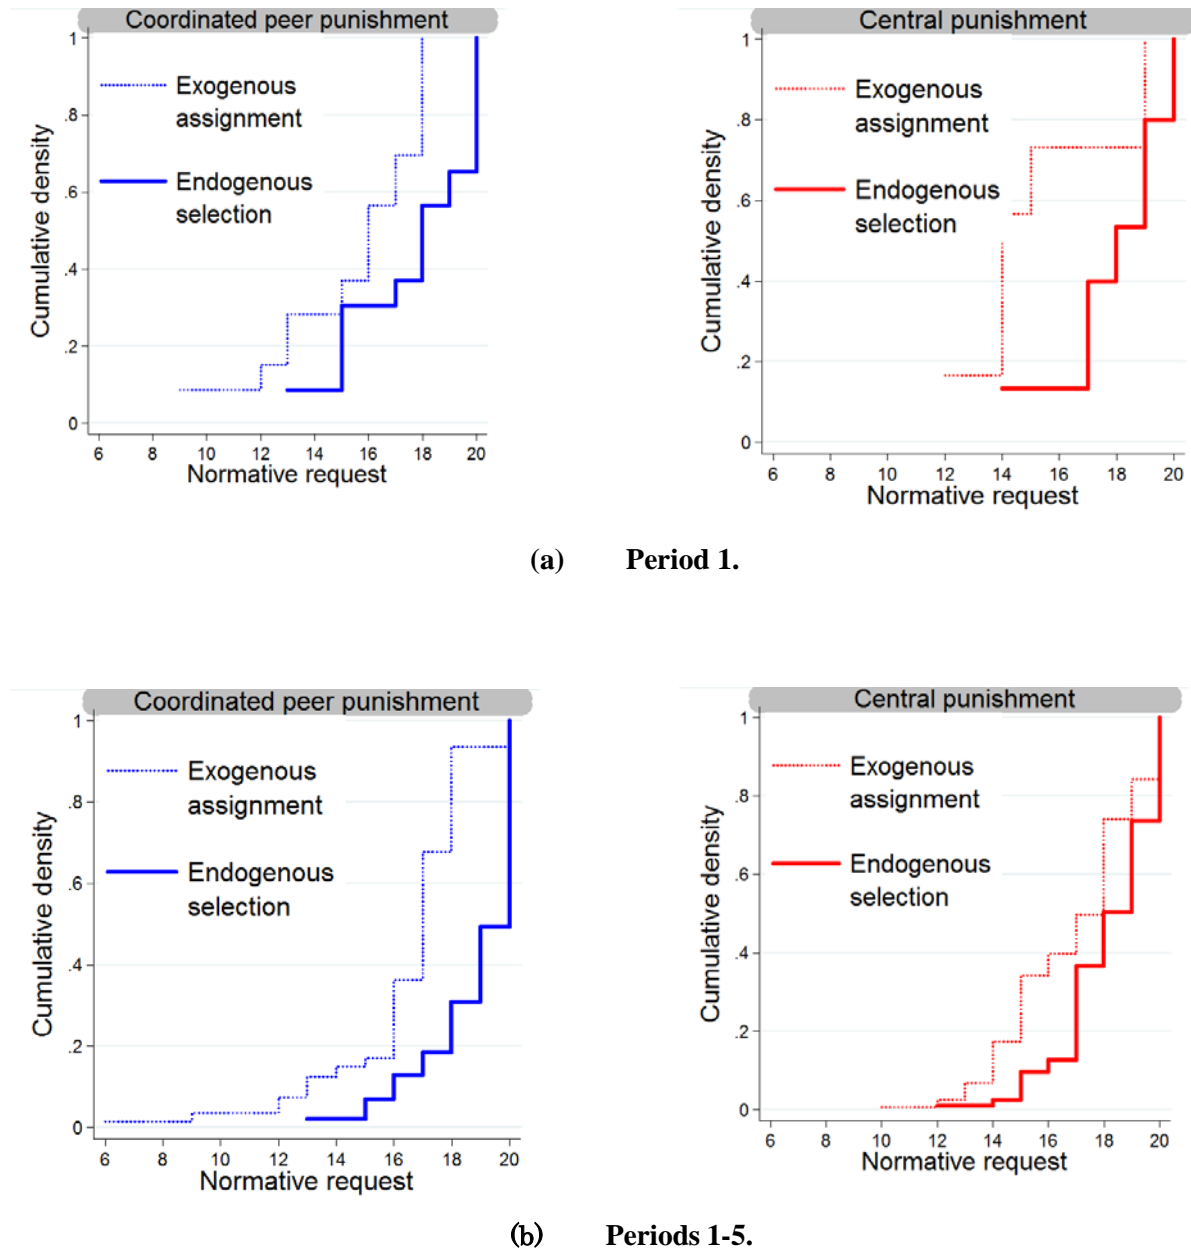 Coordinated peer punishment
1
.8
.6
.4
.2
0
Cumulative density
Exogenous
assignment
Endogenous
selection
6 8 10 12 14 16 18 20
Normative request
Central punishment
1
.8
.6
.4
.2
0
Cumulative density
Exogenous
assignment
Endogenous
selection
6 8 10 12 14 16 18 20
Normative request
(a) Period 1.
Coordinated peer punishment
1
.8
.6
.4
.2
0
Cumulative density
Exogenous
assignment
Endogenous
selection
6 8 10 12 14 16 18 20
Normative request
Central punishment
1
.8
.6
.4
.2
0
Cumulative density
Exogenous
assignment
Endogenous
selection
6 8 10 12 14 16 18 20
Normative request
(b) Periods 1-5.